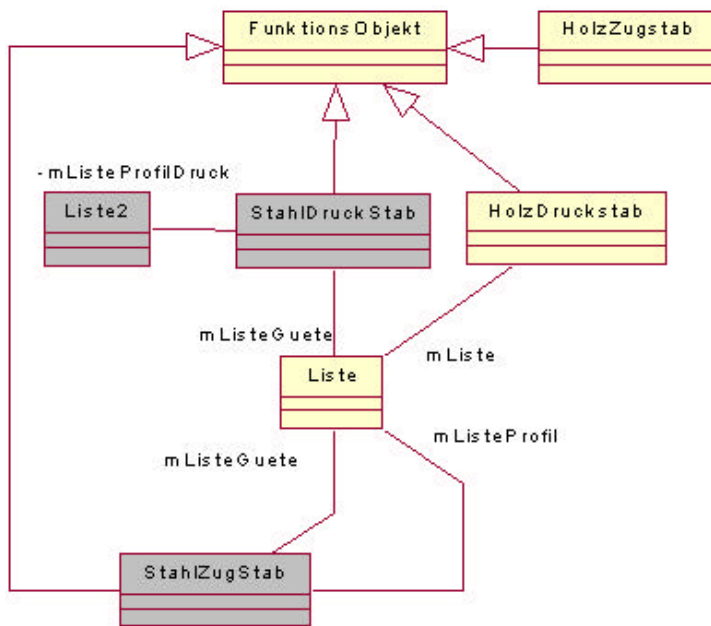 FunktionsObjekt
HolzZugstab
- mListeProfilDruck
Liste2
StahlDruckStab
HolzDruckstab
mListeGuete
mListe
Liste
mListeGuete
mListeProfil
StahlZugStab